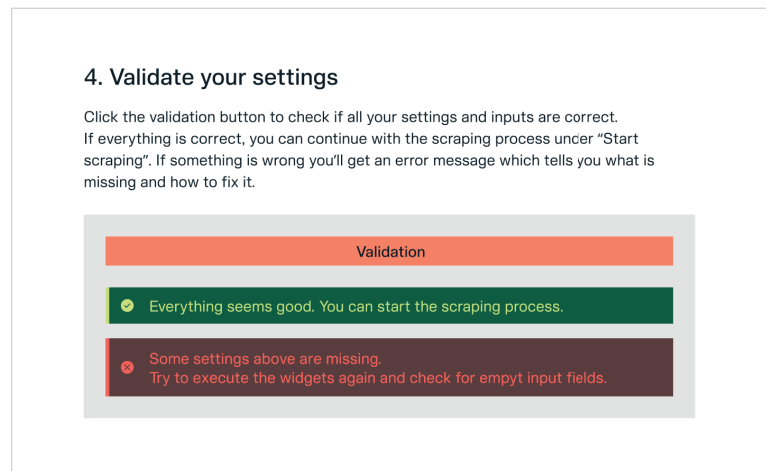 4. Validate your settings
Click the validation button to check if all your settings and inputs are correct.
If everything is correct, you can continue with the scraping process under “Start
scraping”. If something is wrong you’ll get an error message which tells you what is
missing and how to fix it.
Validation
Everything seems good. You can start the scraping process.
Some settings above are missing.
Try to execute the widgets again and check for empyt input fields.